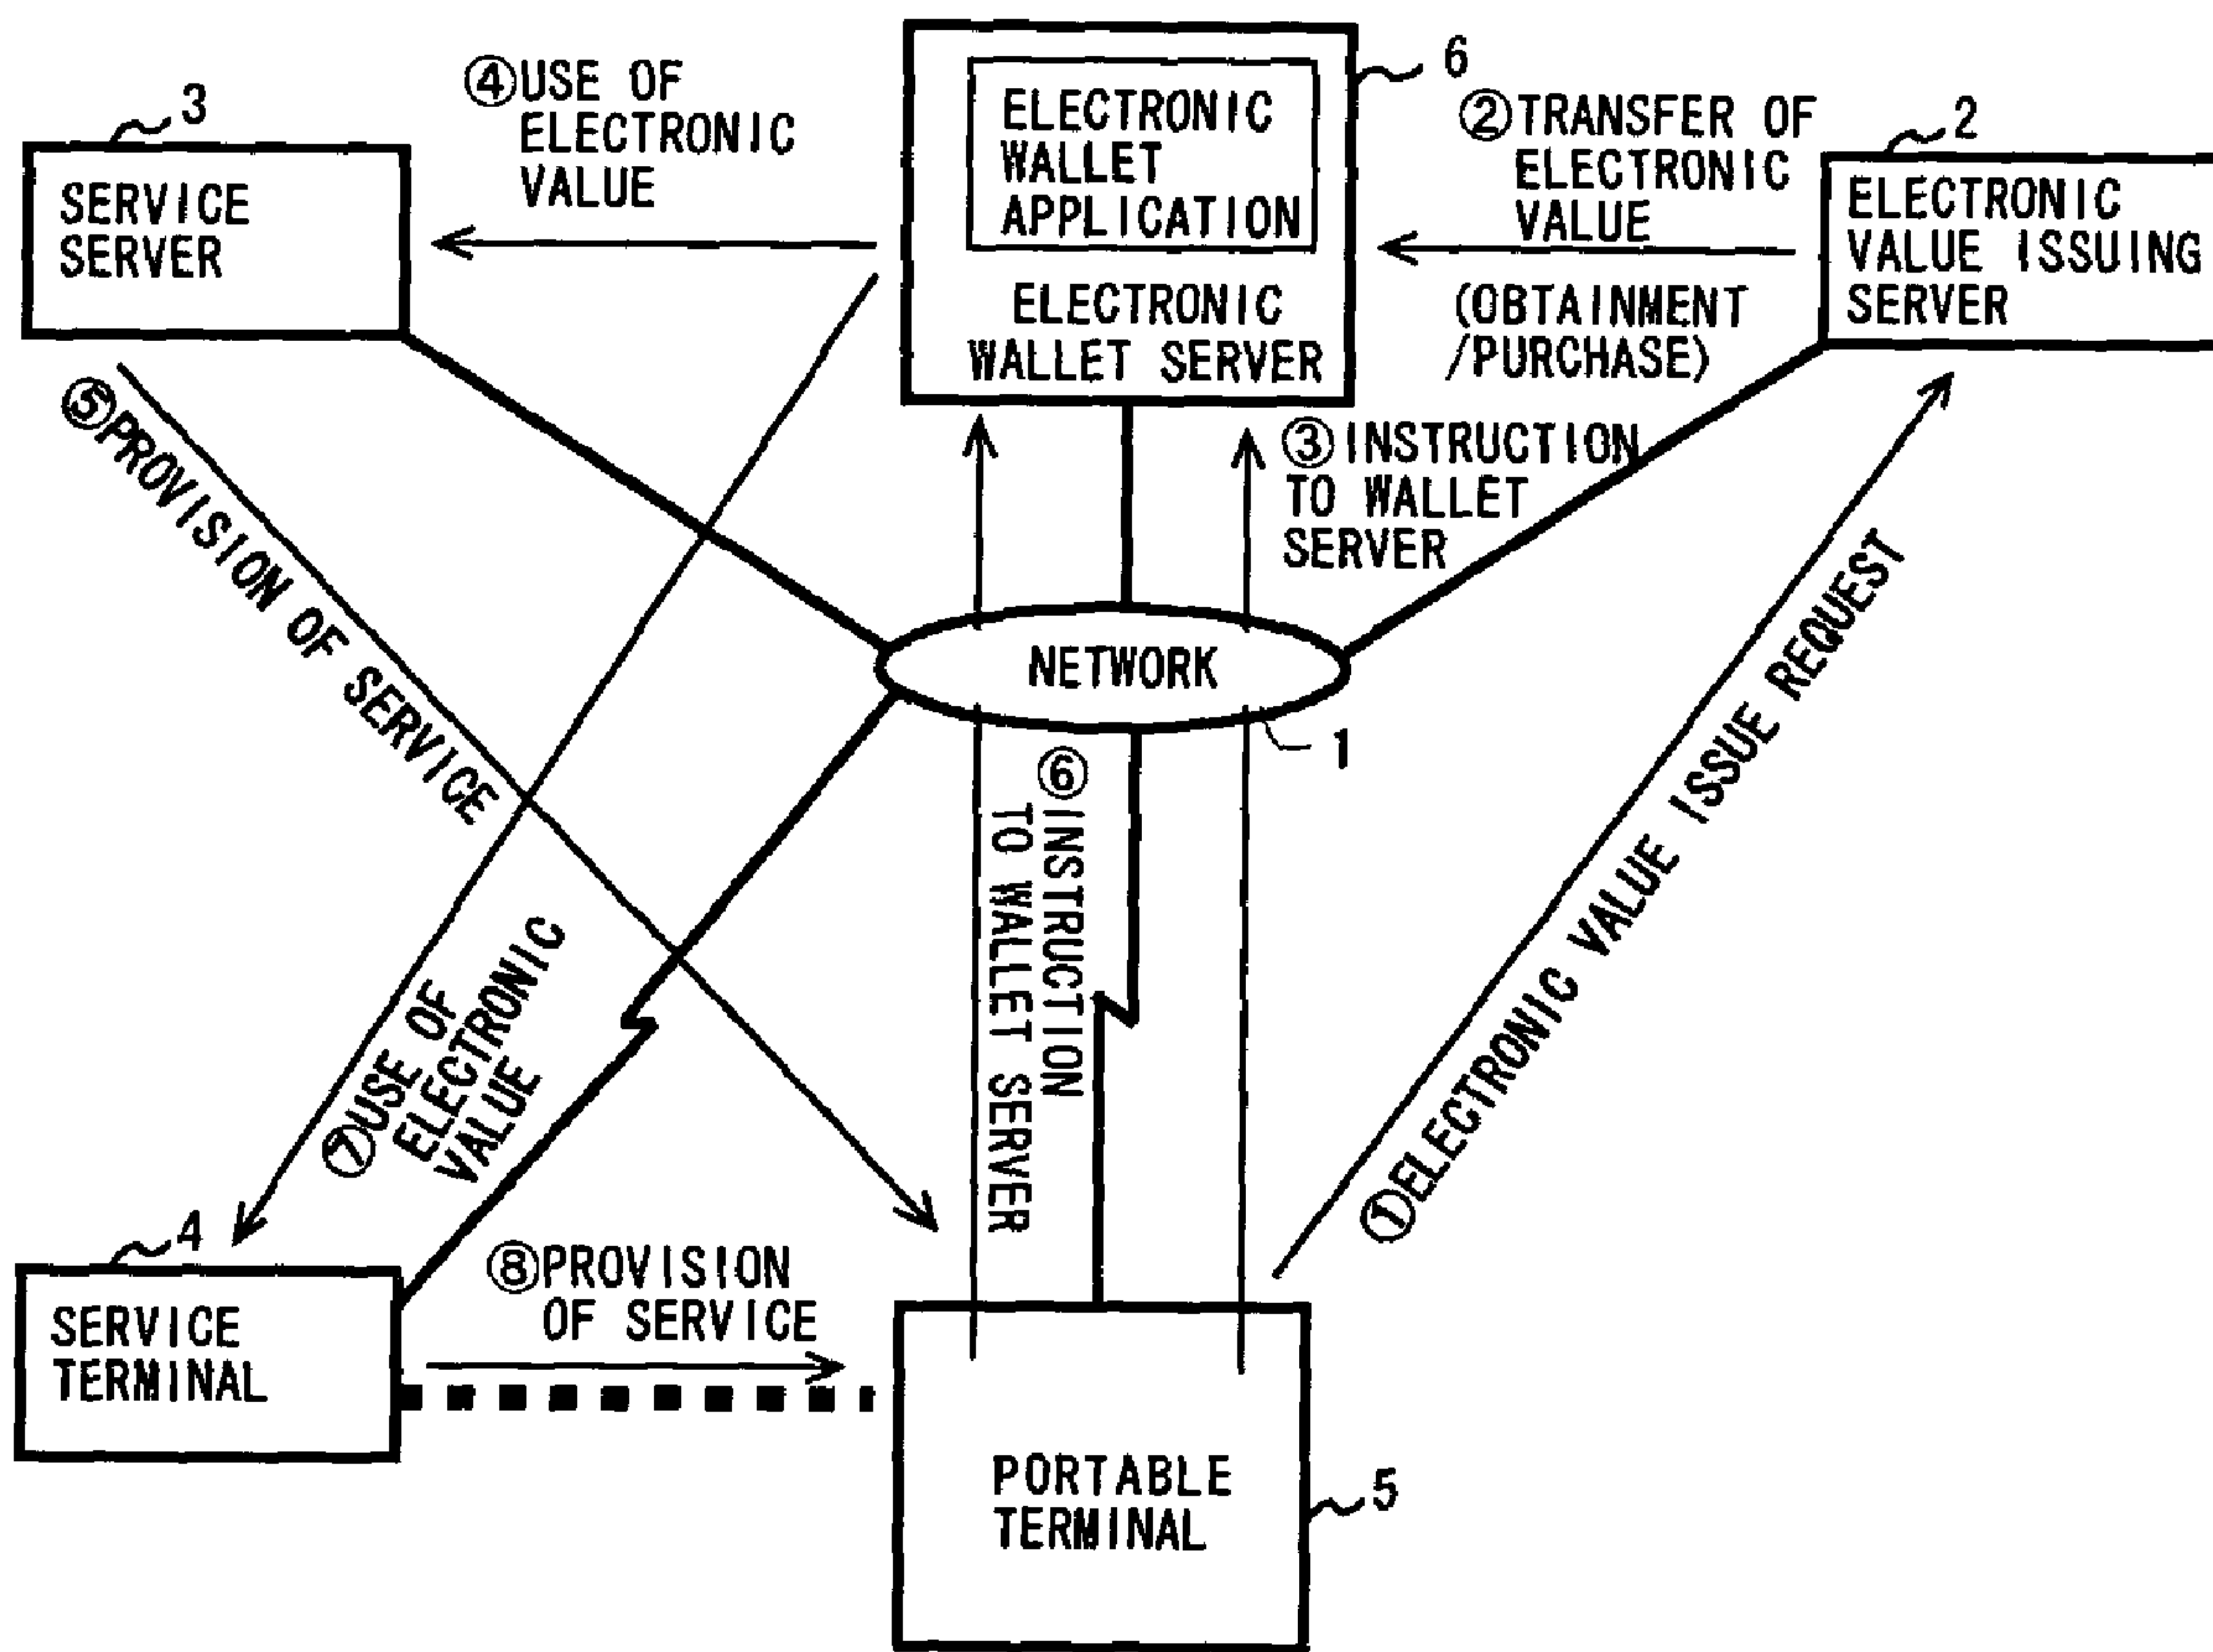 3
SERVICE
SERVER
④USE OF
ELECTRONIC
VALUE
6
ELECTRONIC
WALLET
APPLICATION
ELECTRONIC
WALLET SERVER
②TRANSFER OF
ELECTRONIC
VALUE
(OBTAINMENT
/PURCHASE)
2
ELECTRONIC
VALUE ISSUING
SERVER
③INSTRUCTION
TO WALLET
SERVER
⑤PROVISION OF SERVICE
NETWORK
1
⑥INSTRUCTION
TO WALLET SERVER
①ELECTRONIC VALUE ISSUE REQUEST
⑦USE OF
ELECTRONIC
VALUE
4
SERVICE
TERMINAL
⑧PROVISION
OF SERVICE
PORTABLE
TERMINAL
5